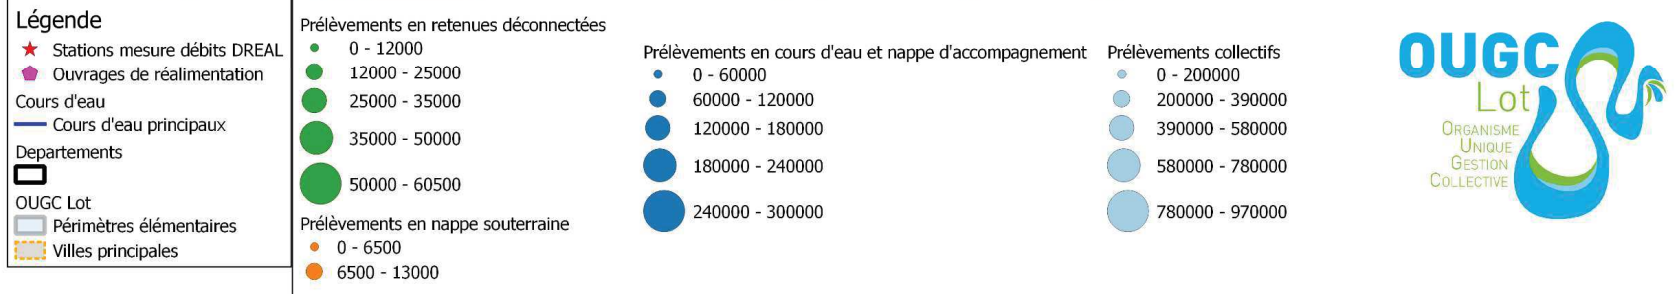 Légende
Stations mesure débits DREAL
Ouvrages de réalimentation
Cours d'eau
Cours d'eau principaux
Departements
OUGC Lot
Périmètres élémentaires
Villes principales
Prélèvements en retenues déconnectées
0 - 12000
12000 - 25000
25000 - 35000
35000 - 50000
50000 - 60500
Prélèvements en nappe souterraine
0 - 6500
6500 - 13000
Prélèvements en cours d'eau et nappe d'accompagnement
0 - 60000
60000 - 120000
120000 - 180000
180000 - 240000
240000 - 300000
Prélèvements collectifs
0 - 200000
200000 - 390000
390000 - 580000
580000 - 780000
780000 - 970000
OUGC
Lot
ORGANISME
UNIQUE
GESTION
COLLECTIVE